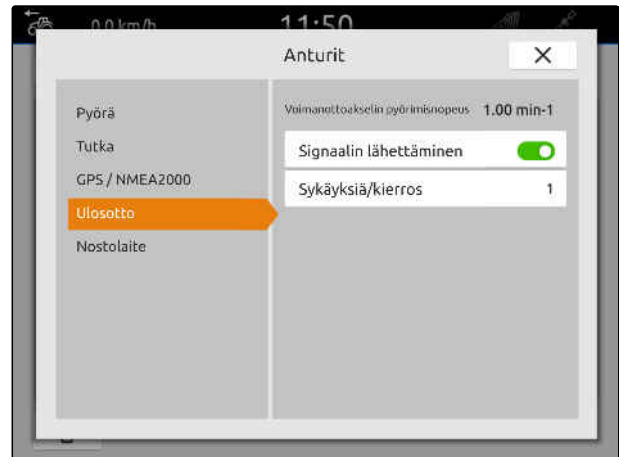 0.0 km/h
11:50
Anturit
Pyörä
Tutka
GPS / NMEA2000
Ulosotto
Nostolaite
Voimanottoakselin pyörimisnopeus 1.00 min-1
Signaalin lähettäminen
Sykäyksiä/kierros 1